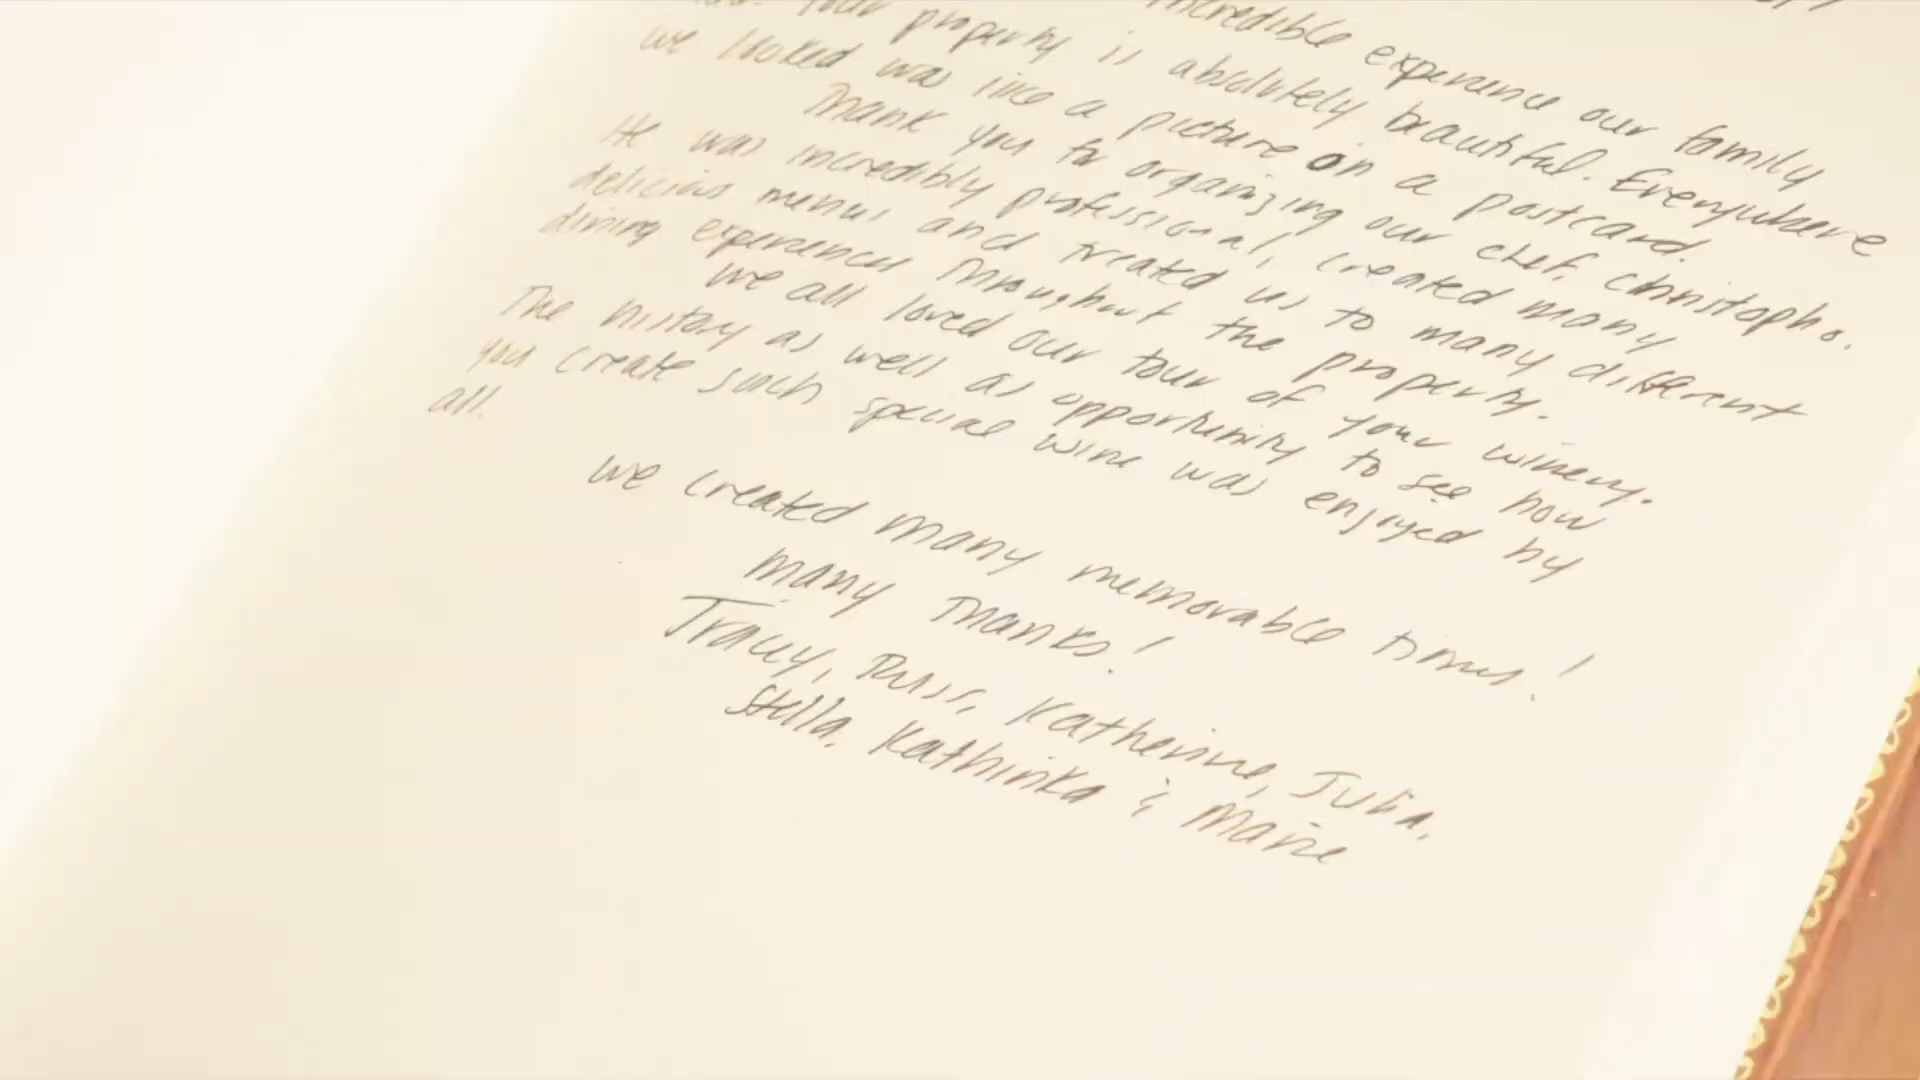 incredible experience our family
Your property is absolutely beautiful. Everywhere
we looked was like a picture on a postcard.
Thank you for organizing our chef, Christopho.
He was incredibly professional, created many
delicious menus and treated us to many different
dining experiences throughout the property.
We all loved our tour of your winery.
The history as well as opportunity to see how
you create such special wine was enjoyed by
all.
We created many memorable times!
Many Thanks!
Tracey, Russ, Katherine, Julia,
Stella, Kathinka & Marie